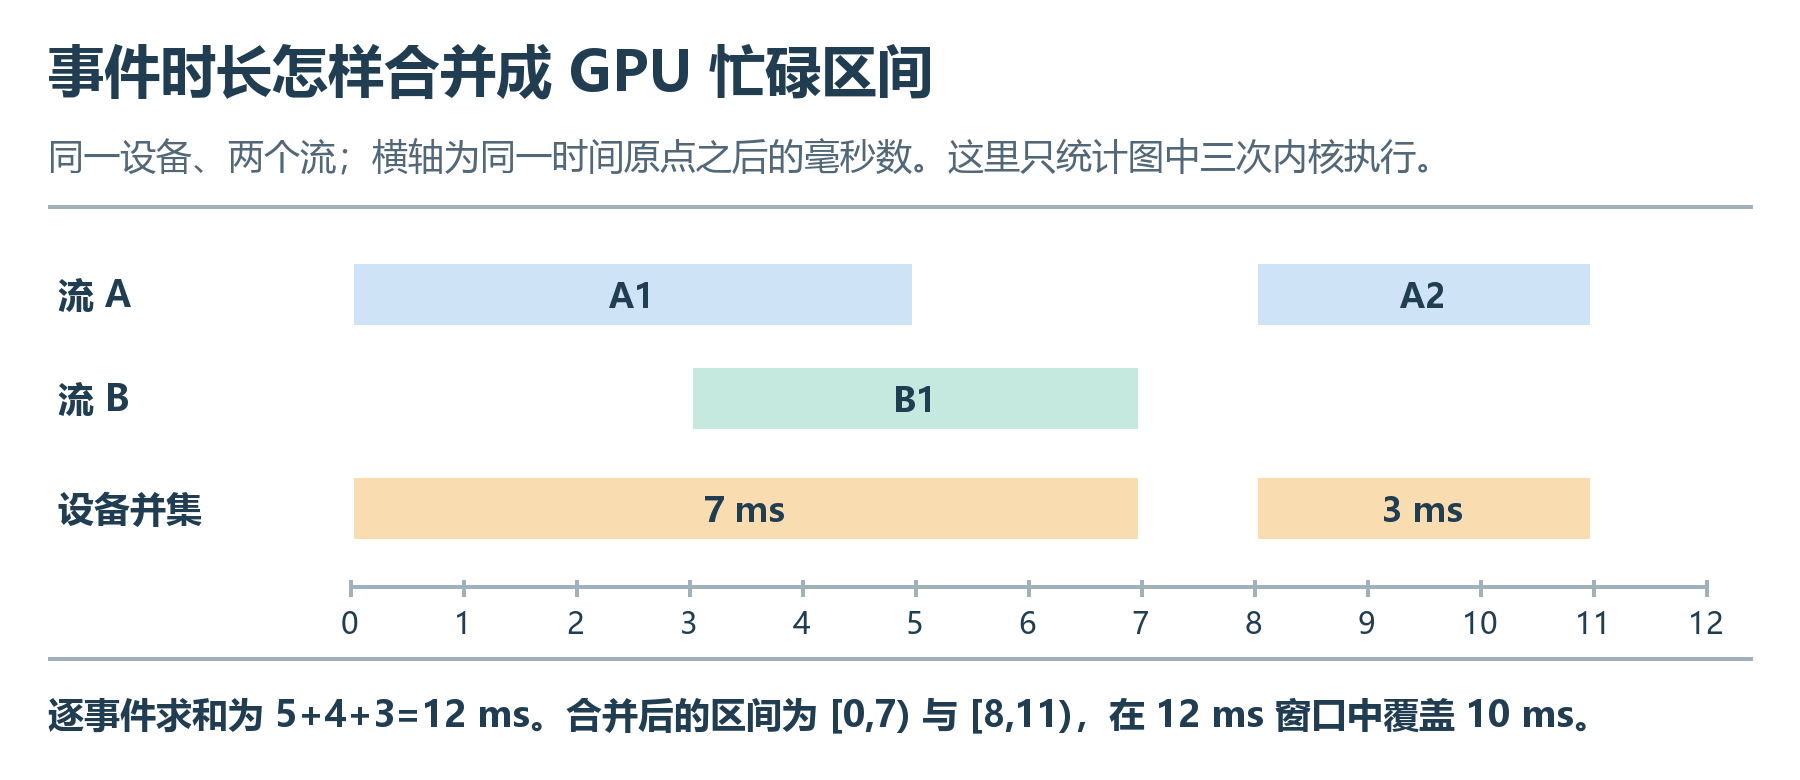 事件时长怎样合并成 GPU 忙碌区间
同一设备、两个流；横轴为同一时间原点之后的毫秒数。这里只统计图中三次内核执行。
流 A
A1
A2
流 B
B1
设备并集
7 ms
3 ms
0 1 2 3 4 5 6 7 8 9 10 11 12
逐事件求和为 5+4+3=12 ms。合并后的区间为 [0,7) 与 [8,11)，在 12 ms 窗口中覆盖 10 ms。